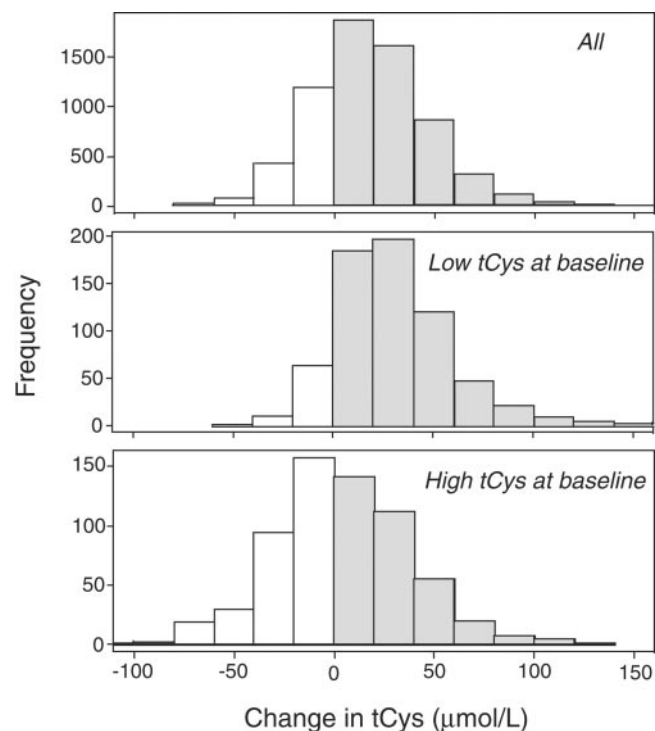 All
1500
1000
500
0
Low tCys at baseline
200
150
100
50
0
Frequency
High tCys at baseline
150
100
50
0
-100 -50 0 50 100 150
Change in tCys (μmol/L)